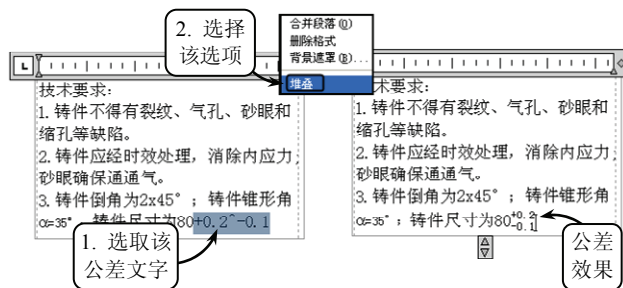 2. 选择
该选项
合并段落(O)
删除格式
背景遮罩(B)...
堆叠
L
技术要求:
1.铸件不得有裂纹、气孔、砂眼和
缩孔等缺陷。
2.铸件应经时效处理，消除内应力,
砂眼确保通通气。
3.铸件倒角为2x45°；铸件锥形角
α=35°，铸件尺寸为80+0.2^-0.1
1. 选取该
公差文字
技术要求:
1.铸件不得有裂纹、气孔、砂眼和
缩孔等缺陷。
2.铸件应经时效处理，消除内应力,
砂眼确保通通气。
3.铸件倒角为2x45°；铸件锥形角
α=35°；铸件尺寸为80+0.2-0.1
公差
效果